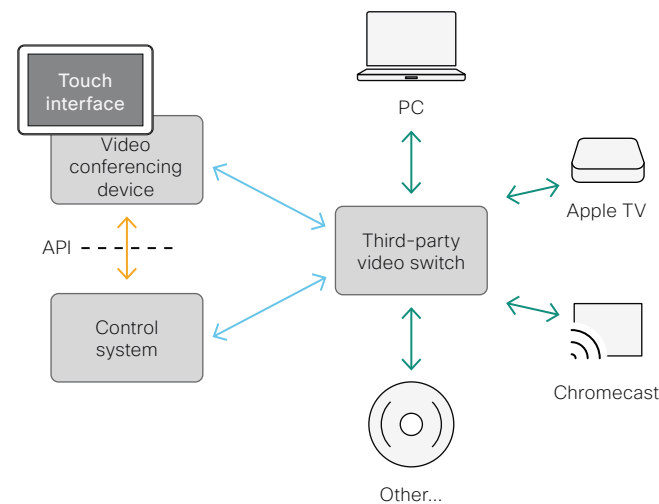 Touch
interface
Video
conferencing
device
API
Control
system
Third-party
video switch
PC
Apple TV
Chromecast
Other...